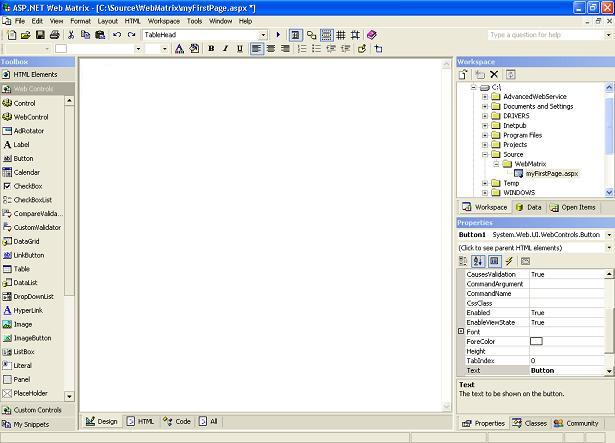 ASP.NET Web Matrix - [C:\Source\WebMatrix\myFirstPage.aspx *]
File Edit View Format Layout HTML Workspace Tools Window Help
Type a question for help
TableHead
B I U
Toolbox
HTML Elements
Web Controls
Control
WebControl
AdRotator
Label
Button
Calendar
CheckBox
CheckBoxList
CompareValida...
CustomValidator
DataGrid
LinkButton
Table
DataList
DropDownList
HyperLink
Image
ImageButton
ListBox
Literal
Panel
PlaceHolder
Custom Controls
My Snippets
Design HTML Code All
Workspace
C:\
AdvancedWebService
Documents and Settings
DRIVERS
Inetpub
Program Files
Projects
Source
WebMatrix
myFirstPage.aspx
Temp
WINDOWS
Workspace Data Open Items
Properties
Button1 System.Web.UI.WebControls.Button
(Click to see parent HTML elements)
CausesValidation True
CommandArgument
CommandName
CssClass
Enabled True
EnableViewState True
Font
ForeColor
Height
TabIndex 0
Text Button
Text
The text to be shown on the button.
Properties Classes Community